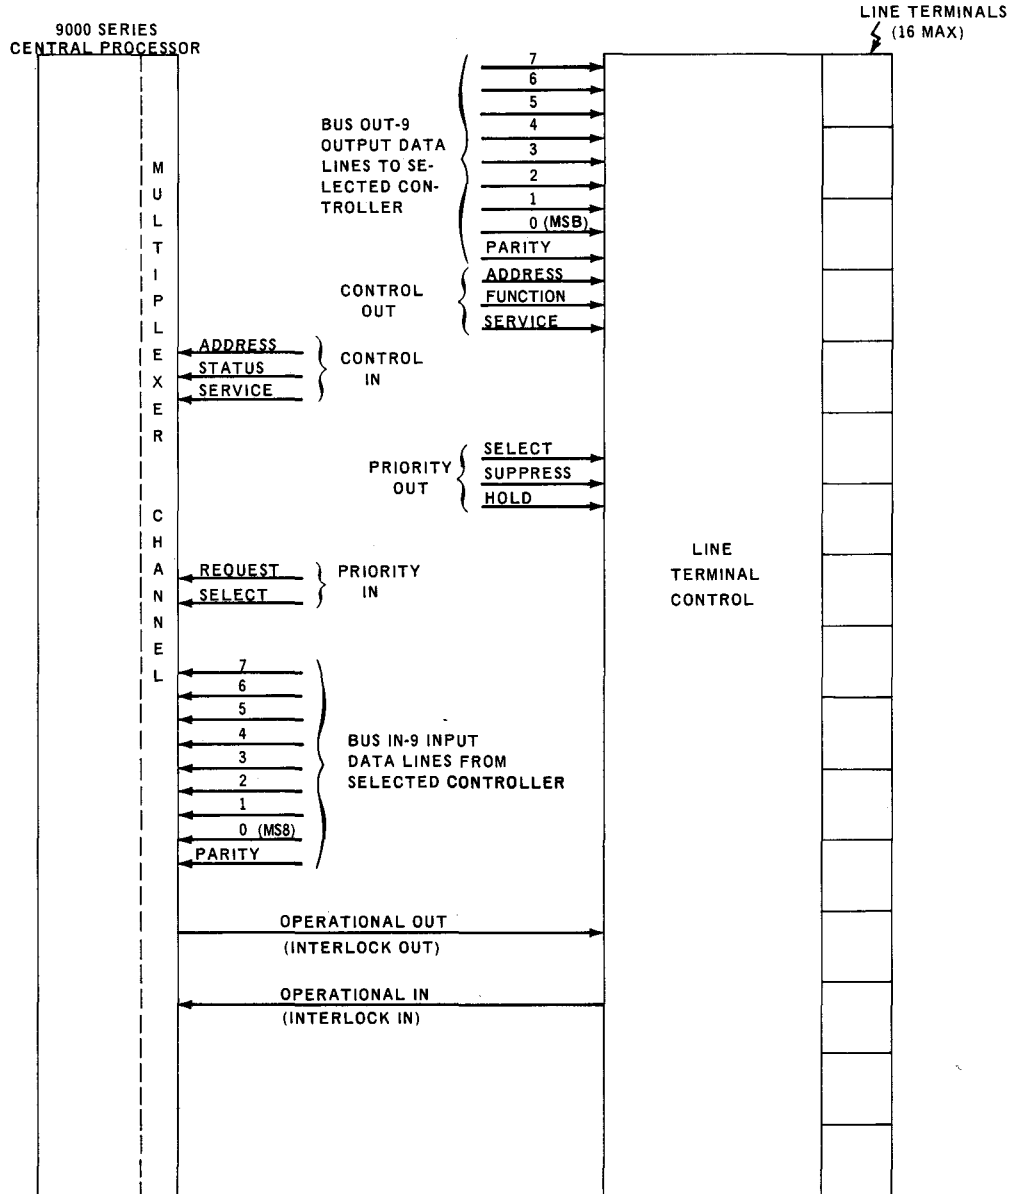 LINE TERMINALS
(16 MAX)
9000 SERIES
CENTRAL PROCESSOR
MULTIPLEXER CHANNEL
BUS OUT-9
OUTPUT DATA
LINES TO SE-
LECTED CON-
TROLLER
7
6
5
4
3
2
1
0 (MSB)
PARITY
CONTROL
OUT
ADDRESS
FUNCTION
SERVICE
ADDRESS
STATUS
SERVICE
CONTROL
IN
PRIORITY
OUT
SELECT
SUPPRESS
HOLD
LINE
TERMINAL
CONTROL
REQUEST
SELECT
PRIORITY
IN
7
6
5
4
3
2
1
0 (MS8)
PARITY
BUS IN-9 INPUT
DATA LINES FROM
SELECTED CONTROLLER
OPERATIONAL OUT
(INTERLOCK OUT)
OPERATIONAL IN
(INTERLOCK IN)